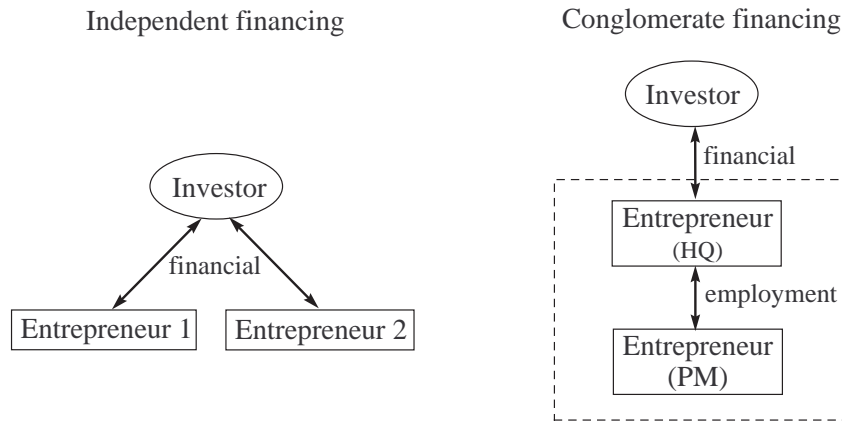 Independent financing
Investor
financial
Entrepreneur 1
Entrepreneur 2
Conglomerate financing
Investor
financial
Entrepreneur
(HQ)
employment
Entrepreneur
(PM)